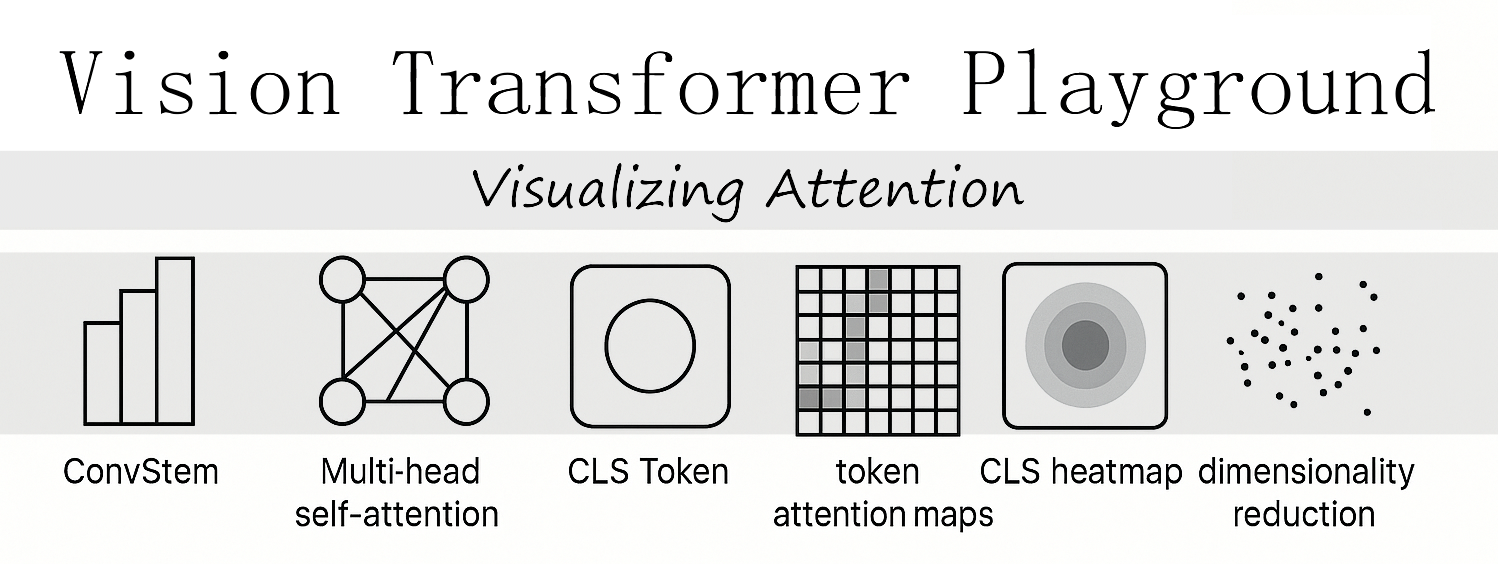 Vision Transformer Playground
Visualizing Attention
ConvStem
Multi-head
self-attention
CLS Token
token
attention maps
CLS heatmap
dimensionality
reduction